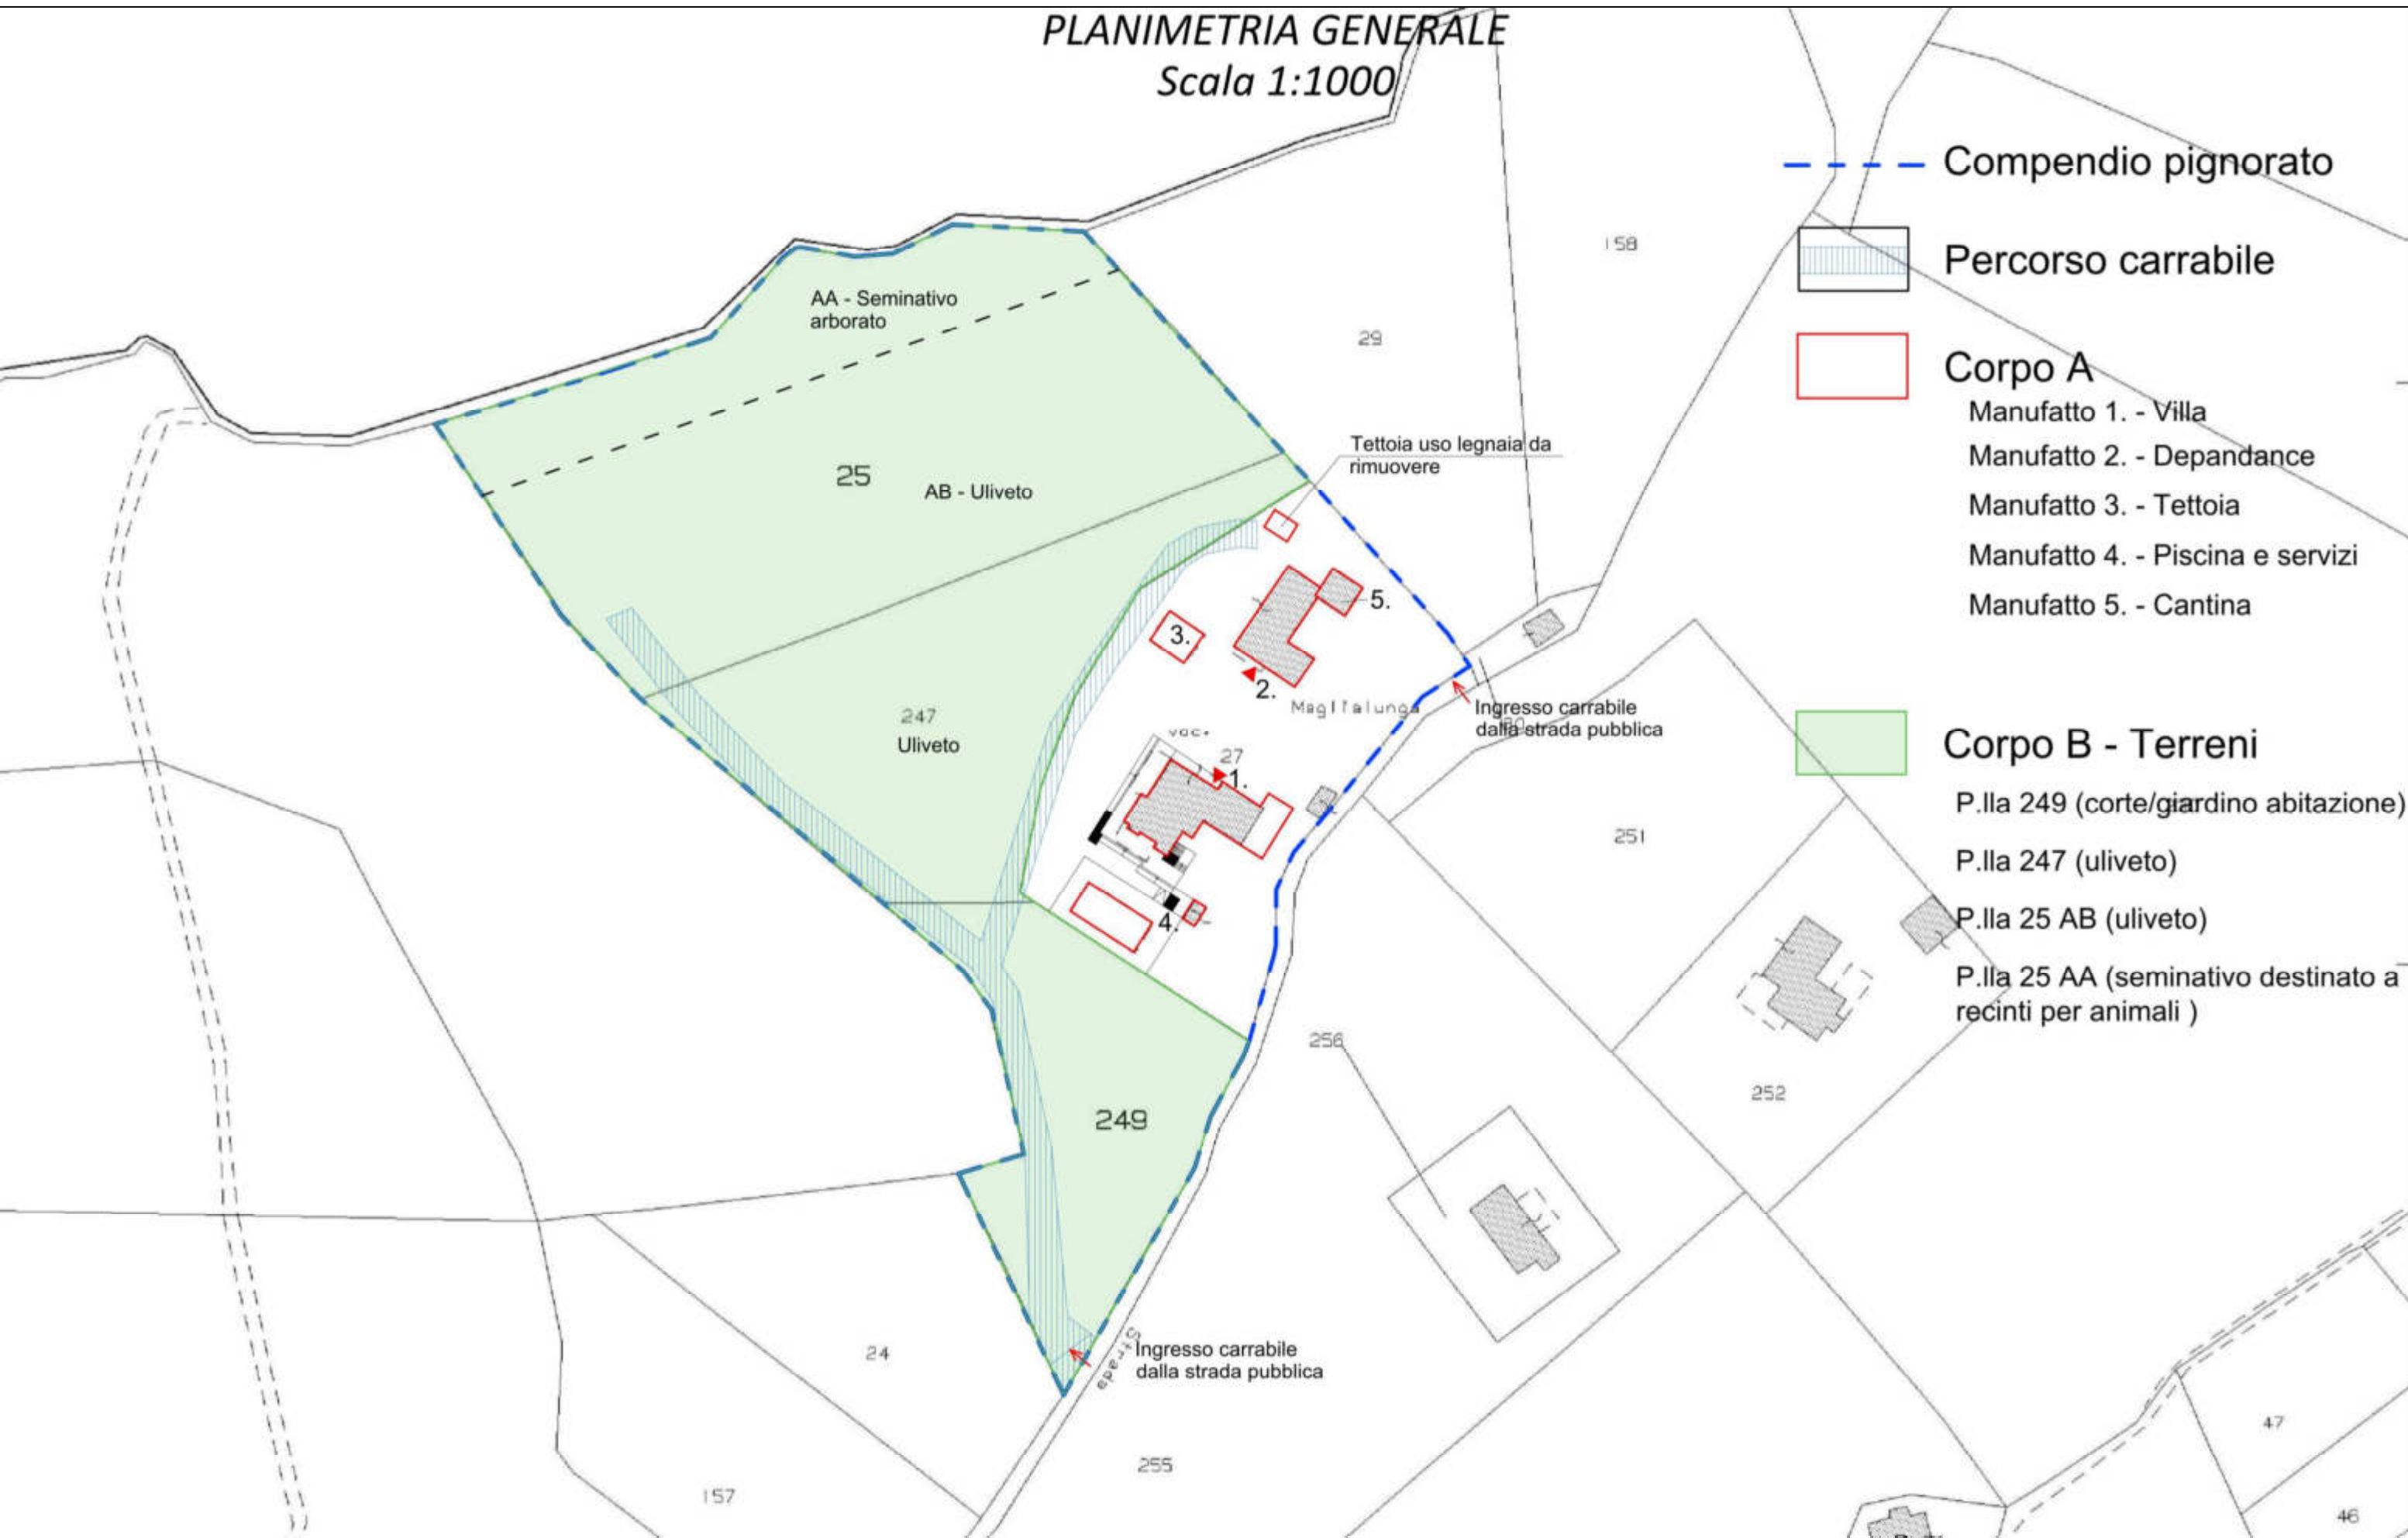 PLANIMETRIA GENERALE
Scala 1:1000
Compendio pignorato
Percorso carrabile
Corpo A
Manufatto 1. - Villa
Manufatto 2. - Depandance
Manufatto 3. - Tettoia
Manufatto 4. - Piscina e servizi
Manufatto 5. - Cantina
Corpo B - Terreni
P.lla 249 (corte/giardino abitazione)
P.lla 247 (uliveto)
P.lla 25 AB (uliveto)
P.lla 25 AA (seminativo destinato a
recinti per animali )
158
29
AA - Seminativo
arborato
25
AB - Uliveto
Tettoia uso legnaia da
rimuovere
5.
3.
2.
Ingresso carrabile
dalla strada pubblica
247
Uliveto
27
1.
4.
251
256
252
249
24
Ingresso carrabile
dalla strada pubblica
Strada
255
157
47
46